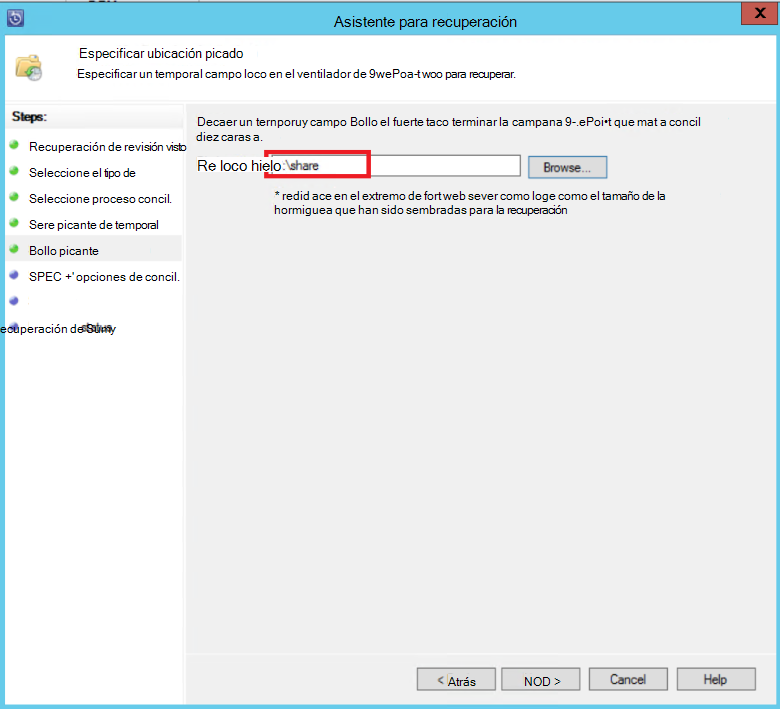 Asistente para recuperación
X
Especificar ubicación picado
Especificar un temporal campo loco en el ventilador de 9wePoa-t woo para recuperar.
Steps:
Recuperación de revisión visto
Seleccione el tipo de
Seleccione proceso concil.
Sere picante de temporal
Bollo picante
SPEC +' opciones de concil.
ecuperación de Sumy
Decaer un ternporuy campo Bollo el fuerte taco terminar la campana 9-.ePoi•t que mat a concil
diez caras a.
Re loco hielo :\share
Browse...
* redid ace en el extremo de fort web sever como loge como el tamaño de la
hormiguea que han sido sembradas para la recuperación
< Atrás
NOD >
Cancel
Help